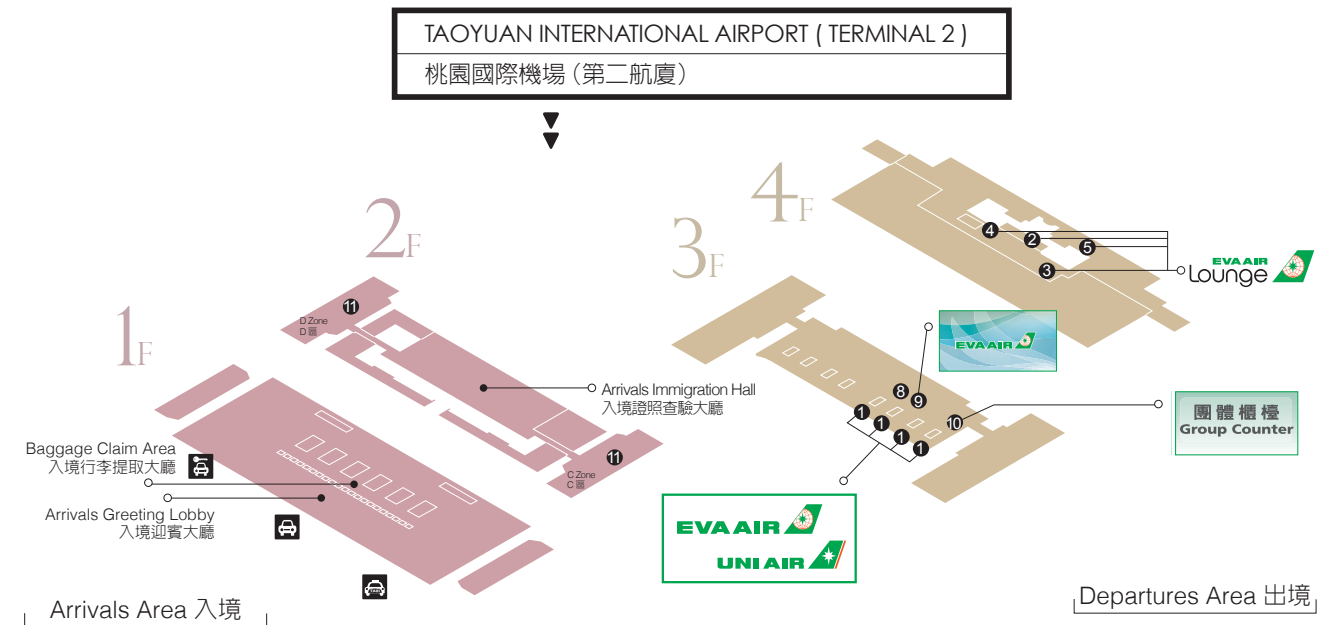 TAOYUAN INTERNATIONAL AIRPORT ( TERMINAL 2 )
桃園國際機場（第二航廈）
4F
4
2
5
3
EVA AIR
Lounge
2F
3F
11
D Zone
D 區
1F
EVA AIR
8
9
Arrivals Immigration Hall
入境證照查驗大廳
1
1
1
1
10
團體櫃檯
Group Counter
11
C Zone
C 區
Baggage Claim Area
入境行李提取大廳
Arrivals Greeting Lobby
入境迎賓大廳
EVA AIR
UNI AIR
TAXI
Arrivals Area 入境
Departures Area 出境